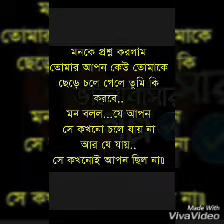 মনকে প্রশ্ন করলাম
তোমার আপন কেউ তোমাকে
ছেড়ে চলে গেলে তুমি কি
করবে..
মন বলল...যে আপন
সে কখনো চলে যায় না
আর যে যায়..
সে কখনোই আপন ছিল না।
Made With
VivaVideo